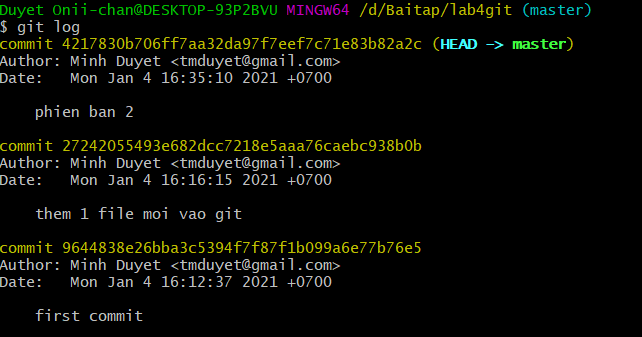 Duyet Onii-chan@DESKTOP-93P2BVU MINGW64 /d/Baitap/lab4git (master)
$ git log
commit 4217830b706ff7aa32da97f7eef7c71e83b82a2c (HEAD -> master)
Author: Minh Duyet <tmduyet@gmail.com>
Date:   Mon Jan 4 16:35:10 2021 +0700
    phien ban 2
commit 27242055493e682dcc7218e5aaa76caebc938b0b
Author: Minh Duyet <tmduyet@gmail.com>
Date:   Mon Jan 4 16:16:15 2021 +0700
    them 1 file moi vao git
commit 9644838e26bba3c5394f7f87f1b099a6e77b76e5
Author: Minh Duyet <tmduyet@gmail.com>
Date:   Mon Jan 4 16:12:37 2021 +0700
    first commit